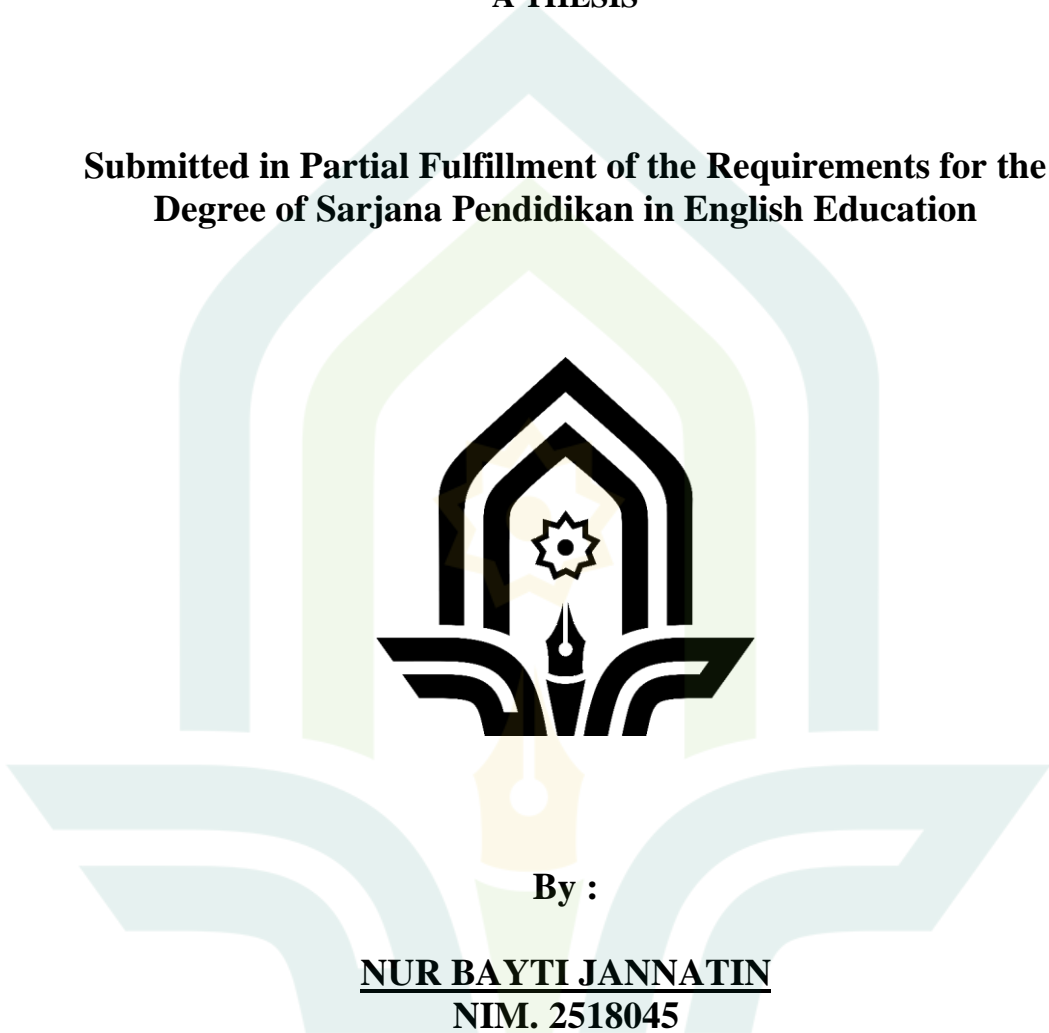 A THESIS
Submitted in Partial Fulfillment of the Requirements for the
Degree of Sarjana Pendidikan in English Education
By :
NUR BAYTI JANNATIN
NIM. 2518045